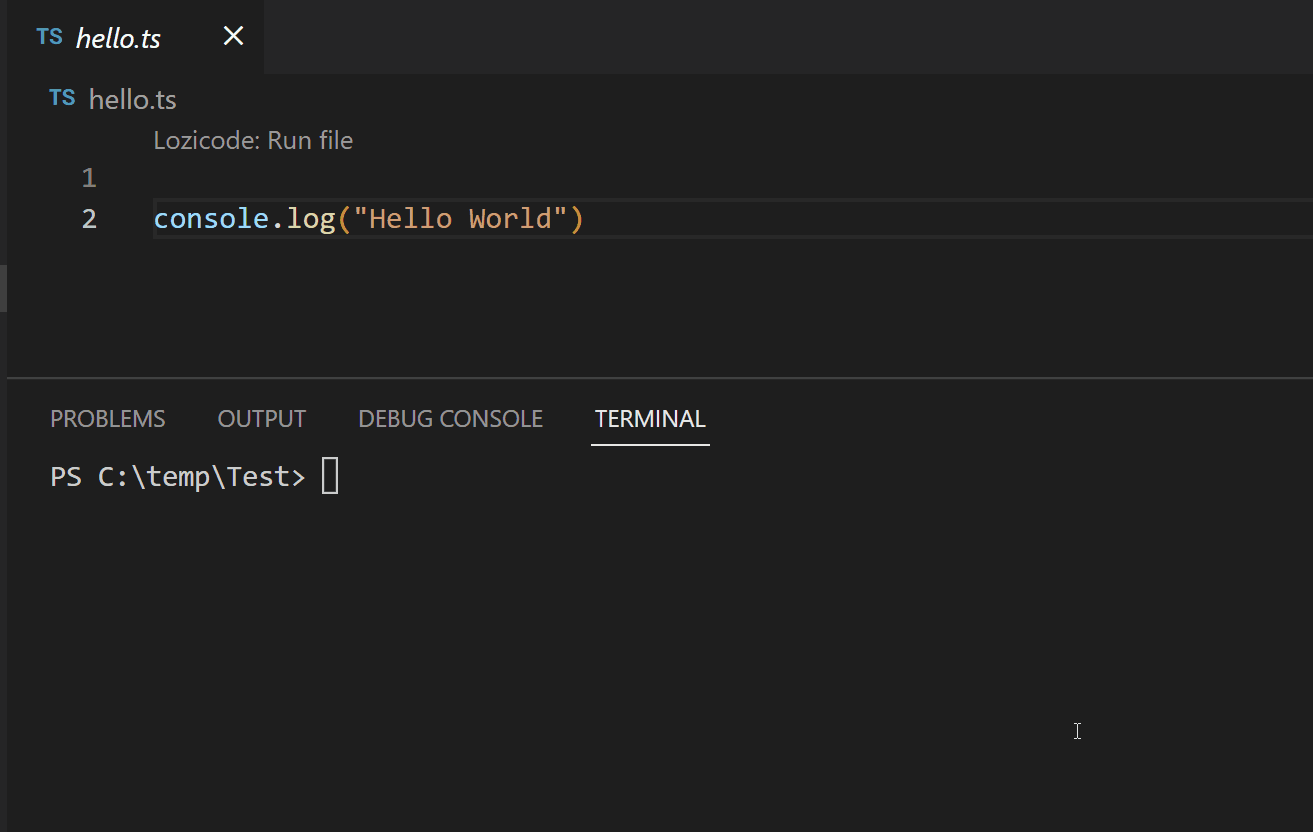 TS hello.ts
TS hello.ts
Lozicode: Run file
1
2 console.log("Hello World")
PROBLEMS OUTPUT DEBUG CONSOLE TERMINAL
PS C:\temp\Test>